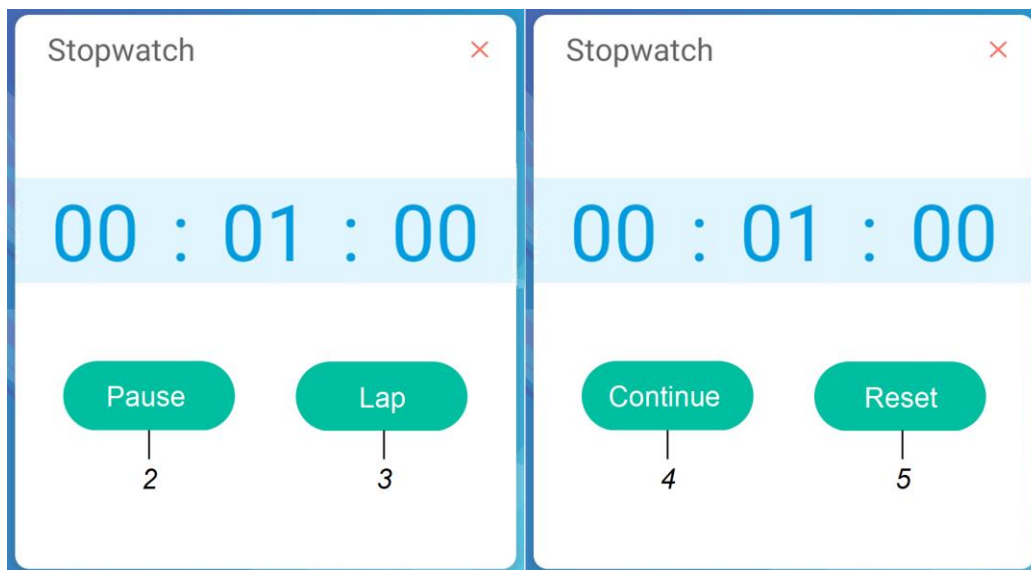 Stopwatch
00 : 01 : 00
Pause
Lap
2
3
Stopwatch
00 : 01 : 00
Continue
Reset
4
5